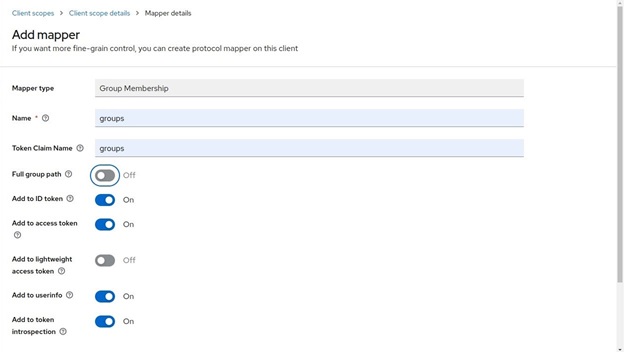 Client scopes > Client scope details > Mapper details
Add mapper
If you want more fine-grain control, you can create protocol mapper on this client
Mapper type Group Membership
Name * groups
Token Claim Name groups
Full group path Off
Add to ID token On
Add to access token On
Add to lightweight access token Off
Add to userinfo On
Add to token introspection On